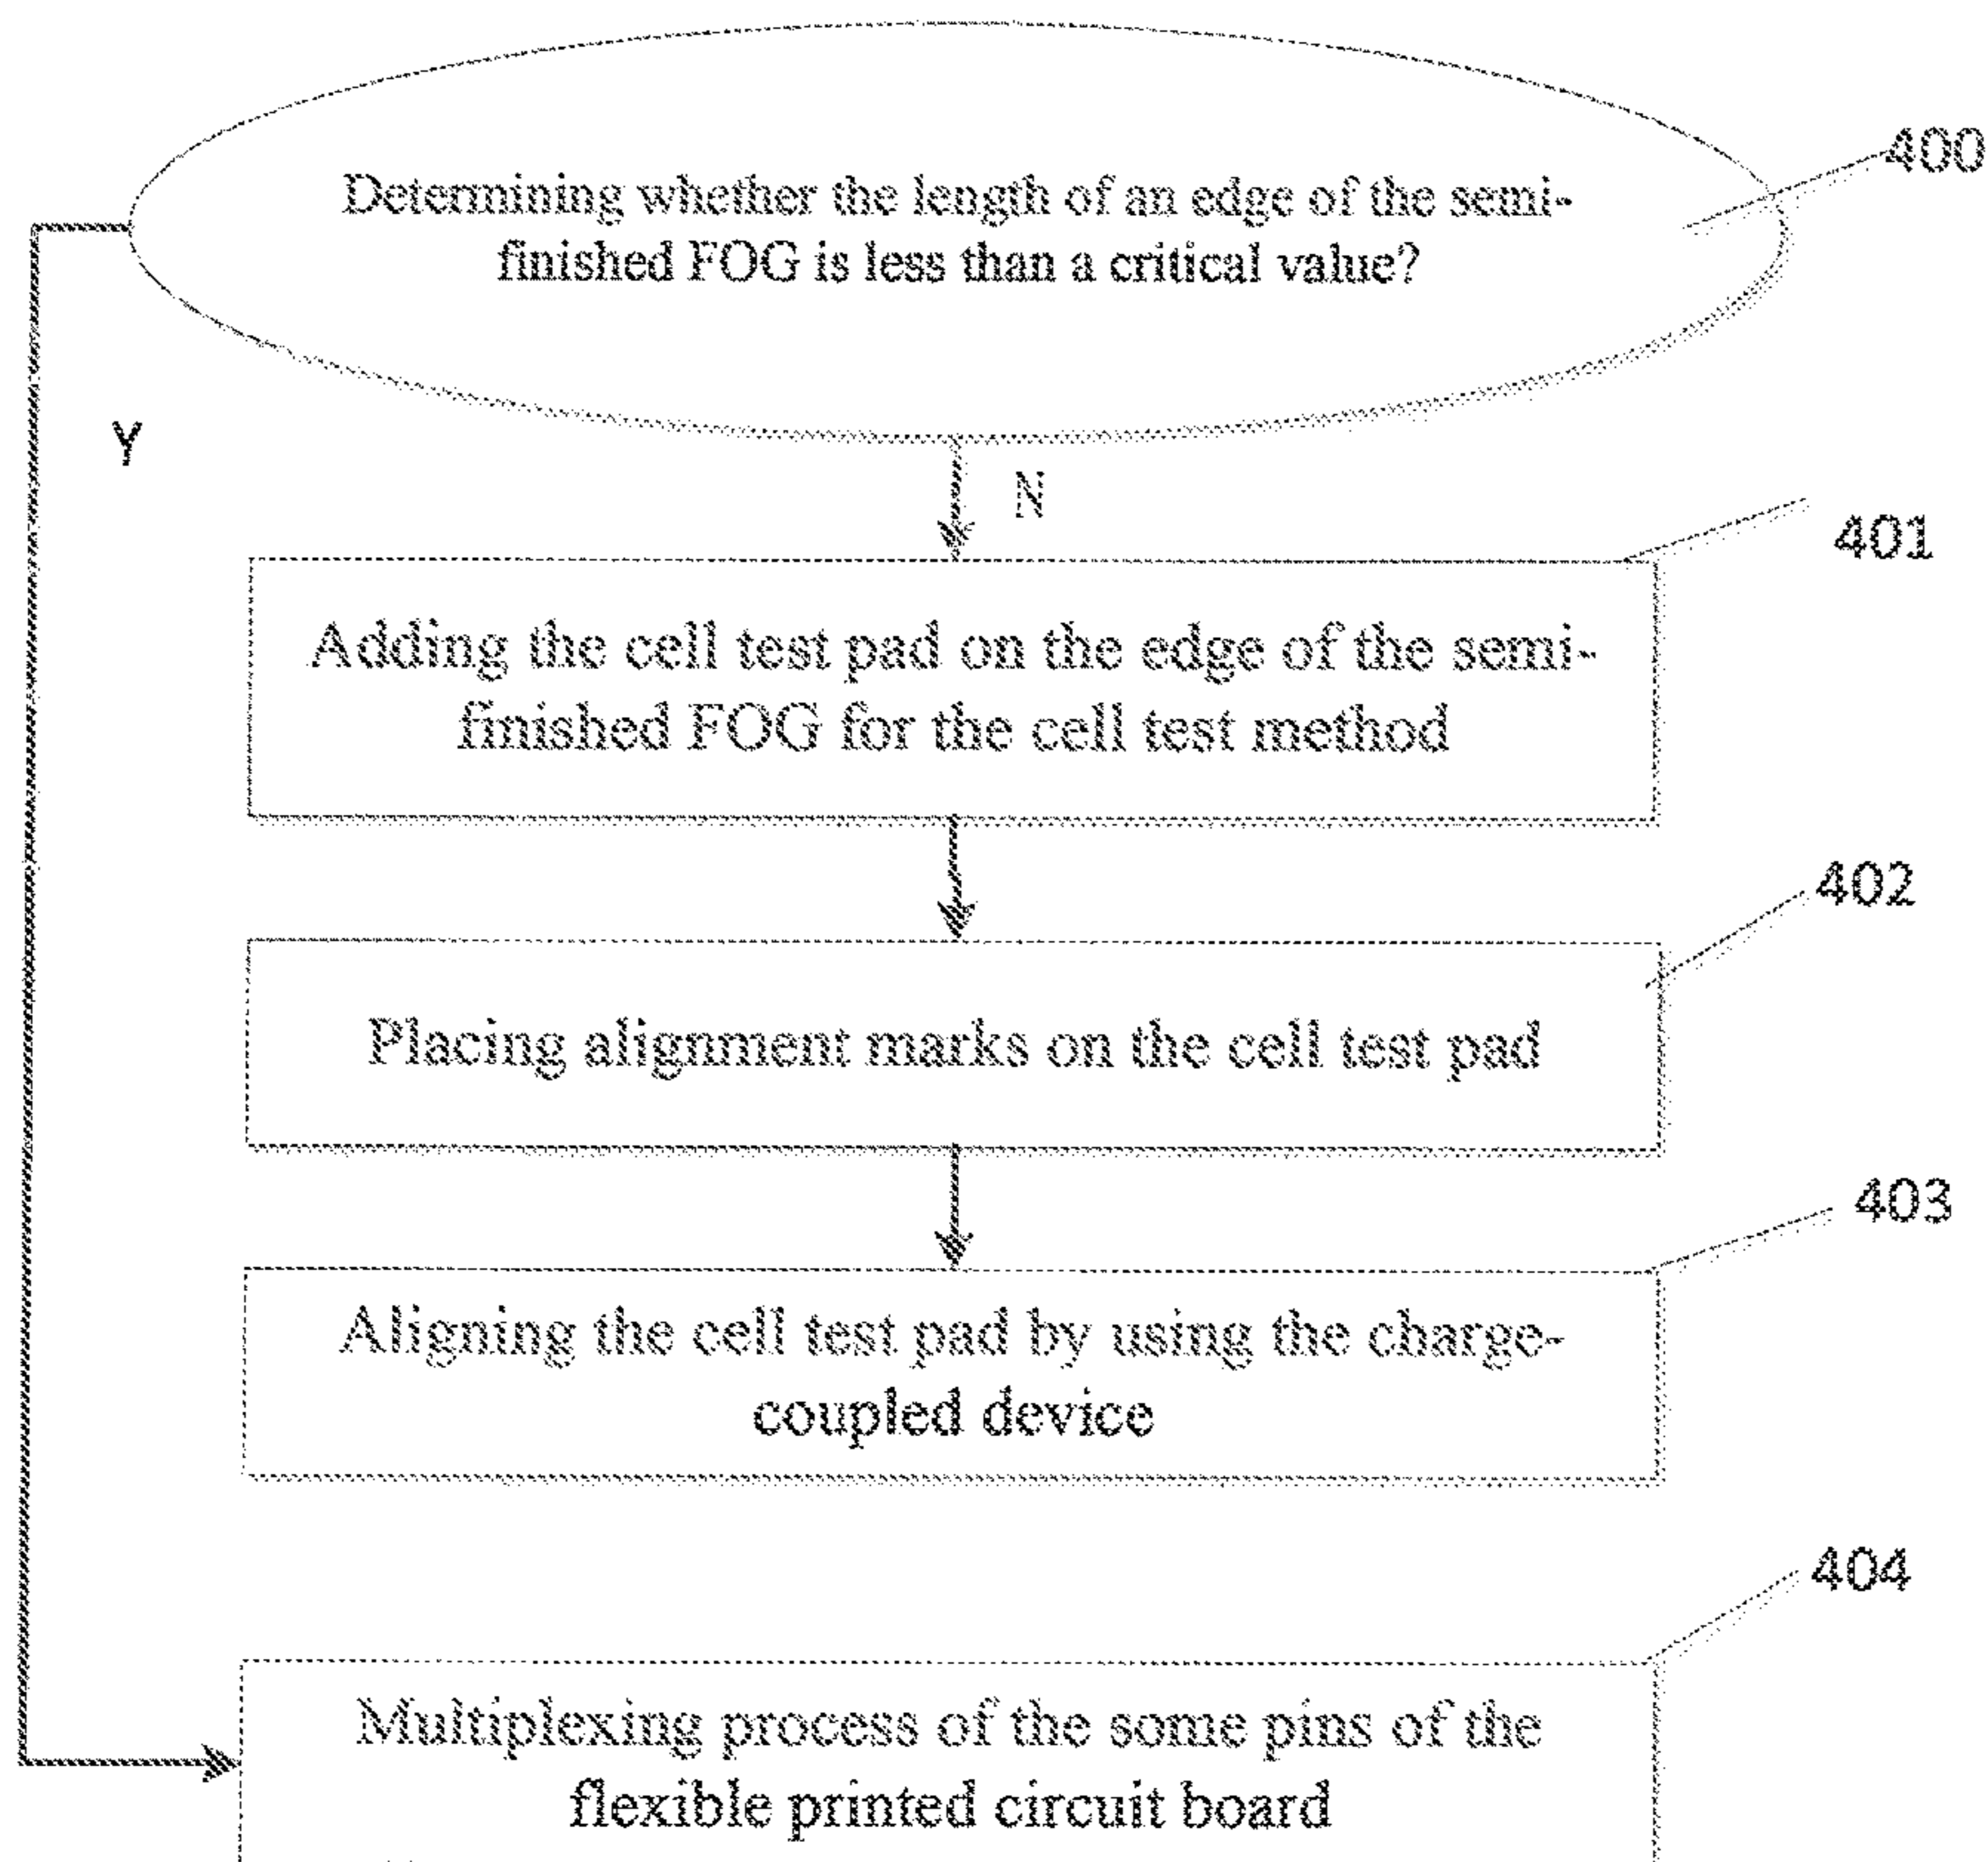 Determining whether the length of an edge of the semi-
finished FOG is less than a critical value?
400
Y
N
401
Adding the cell test pad on the edge of the semi-
finished FOG for the cell test method
402
Placing alignment marks on the cell test pad
403
Aligning the cell test pad by using the charge-
coupled device
404
Multiplexing process of the some pins of the
flexible printed circuit board